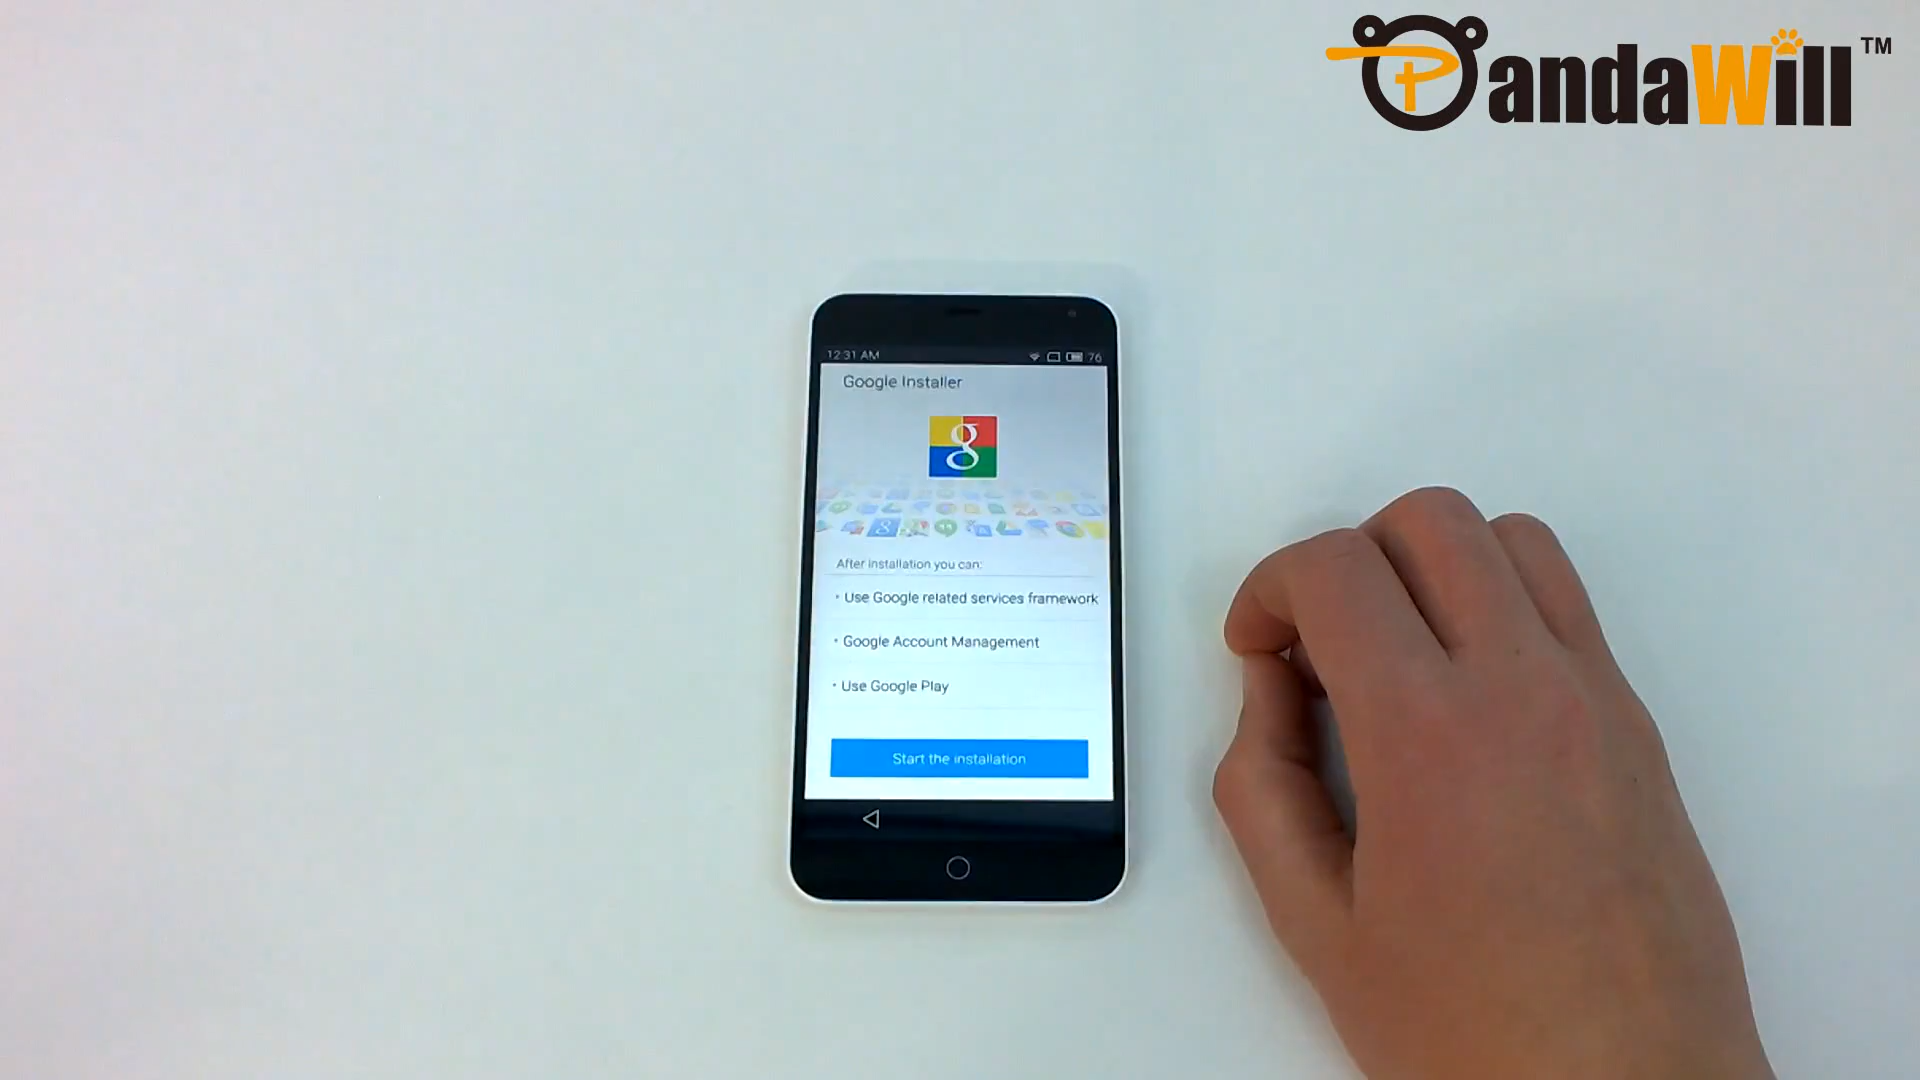 PandaWill™
12:31 AM 76
Google Installer
g
After installation you can:
· Use Google related services framework
· Google Account Management
· Use Google Play
Start the installation